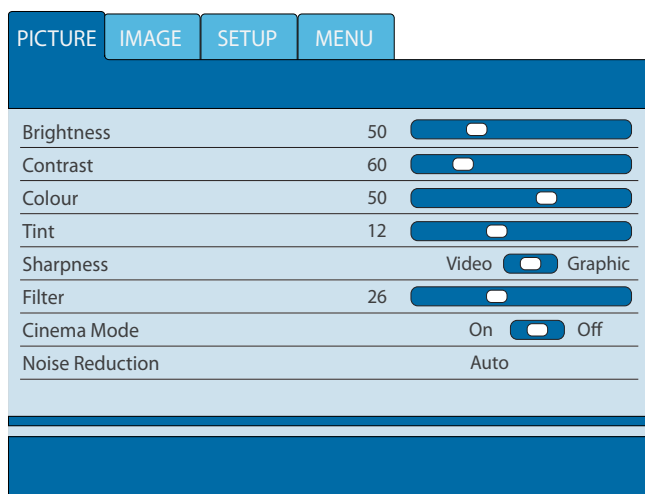 PICTURE IMAGE SETUP MENU
Brightness 50
Contrast 60
Colour 50
Tint 12
Sharpness Video Graphic
Filter 26
Cinema Mode On Off
Noise Reduction Auto